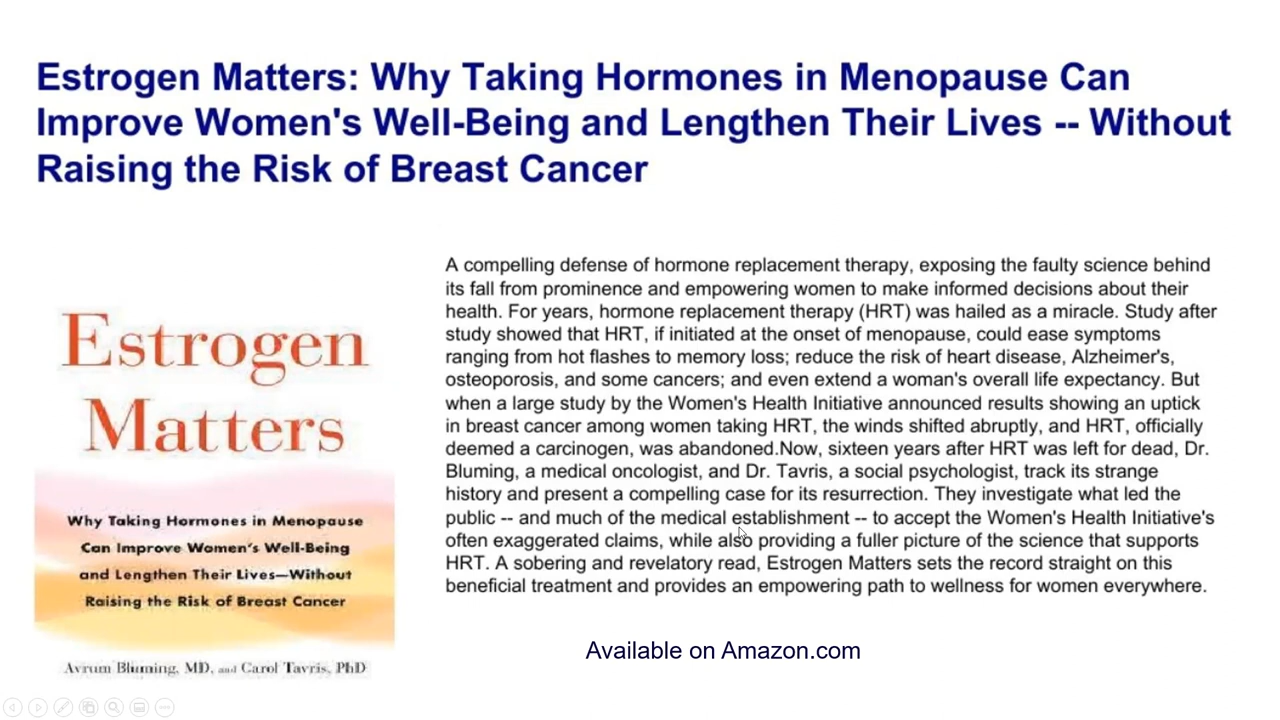 Estrogen Matters: Why Taking Hormones in Menopause Can
Improve Women's Well-Being and Lengthen Their Lives -- Without
Raising the Risk of Breast Cancer
A compelling defense of hormone replacement therapy, exposing the faulty science behind
its fall from prominence and empowering women to make informed decisions about their
health. For years, hormone replacement therapy (HRT) was hailed as a miracle. Study after
study showed that HRT, if initiated at the onset of menopause, could ease symptoms
ranging from hot flashes to memory loss; reduce the risk of heart disease, Alzheimer's,
osteoporosis, and some cancers; and even extend a woman's overall life expectancy. But
when a large study by the Women's Health Initiative announced results showing an uptick
in breast cancer among women taking HRT, the winds shifted abruptly, and HRT, officially
deemed a carcinogen, was abandoned.Now, sixteen years after HRT was left for dead, Dr.
Bluming, a medical oncologist, and Dr. Tavris, a social psychologist, track its strange
history and present a compelling case for its resurrection. They investigate what led the
public -- and much of the medical establishment -- to accept the Women's Health Initiative's
often exaggerated claims, while also providing a fuller picture of the science that supports
HRT. A sobering and revelatory read, Estrogen Matters sets the record straight on this
beneficial treatment and provides an empowering path to wellness for women everywhere.
Estrogen
Matters
Why Taking Hormones in Menopause
Can Improve Women's Well-Being
and Lengthen Their Lives—Without
Raising the Risk of Breast Cancer
Avrum Bluming, MD, and Carol Tavris, PhD
Available on Amazon.com